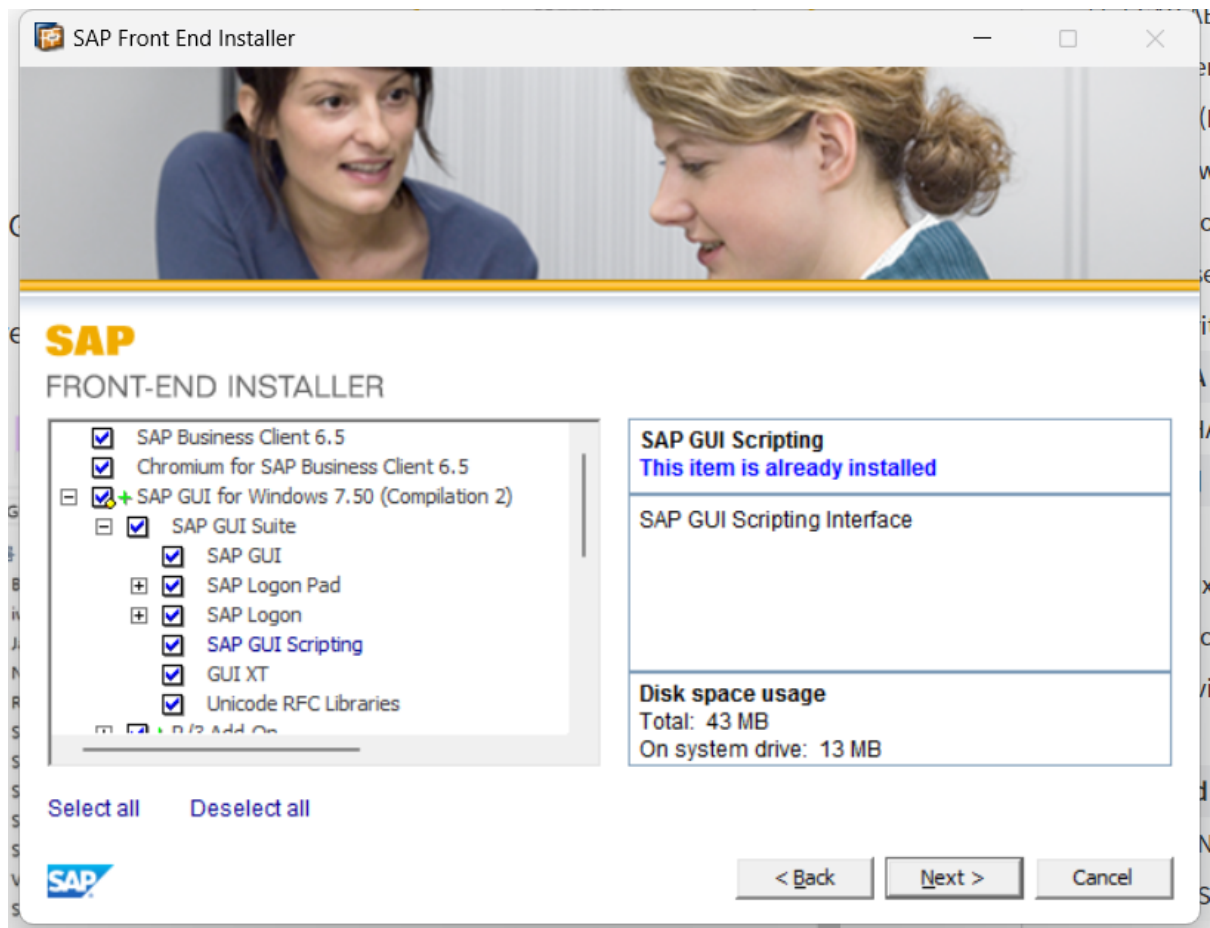 SAP Front End Installer
SAP
FRONT-END INSTALLER
SAP Business Client 6.5
Chromium for SAP Business Client 6.5
SAP GUI for Windows 7.50 (Compilation 2)
SAP GUI Suite
SAP GUI
SAP Logon Pad
SAP Logon
SAP GUI Scripting
GUI XT
Unicode RFC Libraries
R/3 Add-On
SAP GUI Scripting
This item is already installed
SAP GUI Scripting Interface
Disk space usage
Total: 43 MB
On system drive: 13 MB
Select all
Deselect all
SAP
< Back
Next >
Cancel